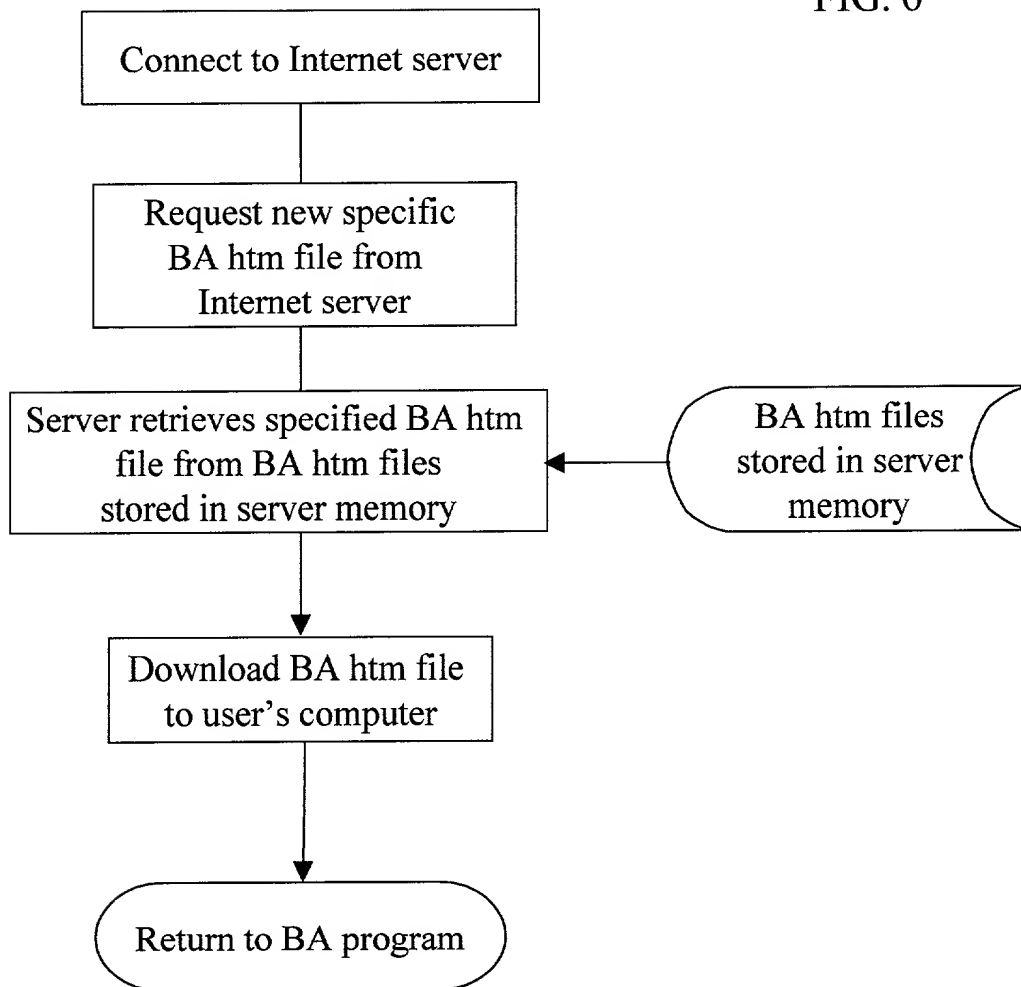 FIG.
Connect to Internet server
Request new specific
BA htm file from
Internet server
Server retrieves specified BA htm
file from BA htm files
stored in server memory
BA htm files
stored in server
memory
Download BA htm file
to user's computer
Return to BA program